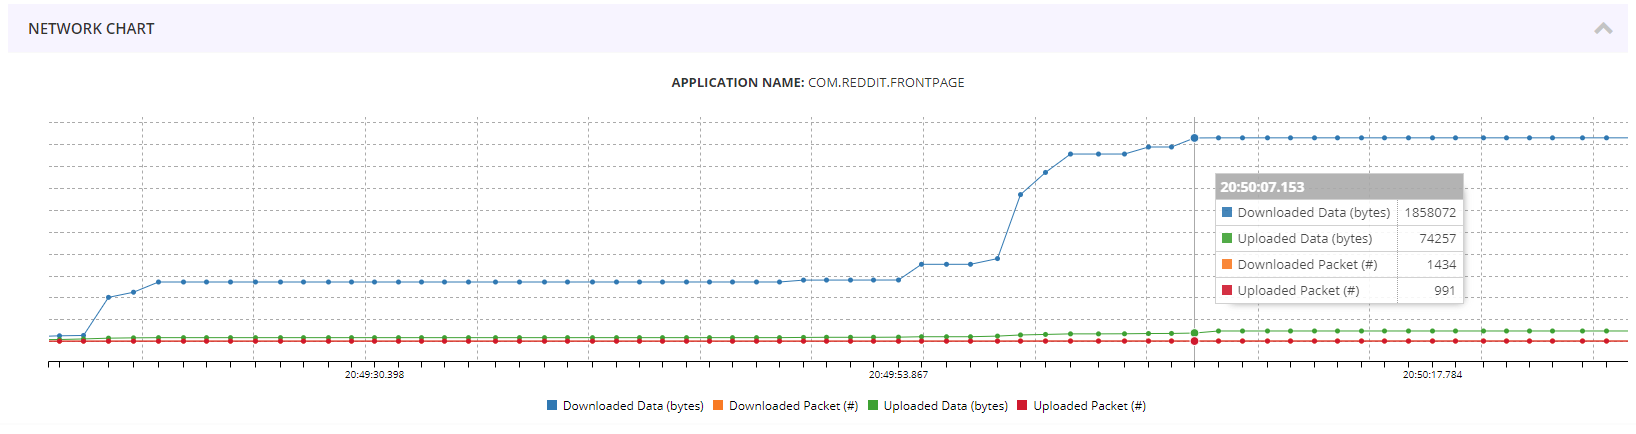 NETWORK CHART
APPLICATION NAME: COM.REDDIT.FRONTPAGE
20:50:07.153
Downloaded Data (bytes) 1858072
Uploaded Data (bytes) 74257
Downloaded Packet (#) 1434
Uploaded Packet (#) 991
20:49:30.398 20:49:53.867 20:50:17.784
Downloaded Data (bytes) Downloaded Packet (#) Uploaded Data (bytes) Uploaded Packet (#)